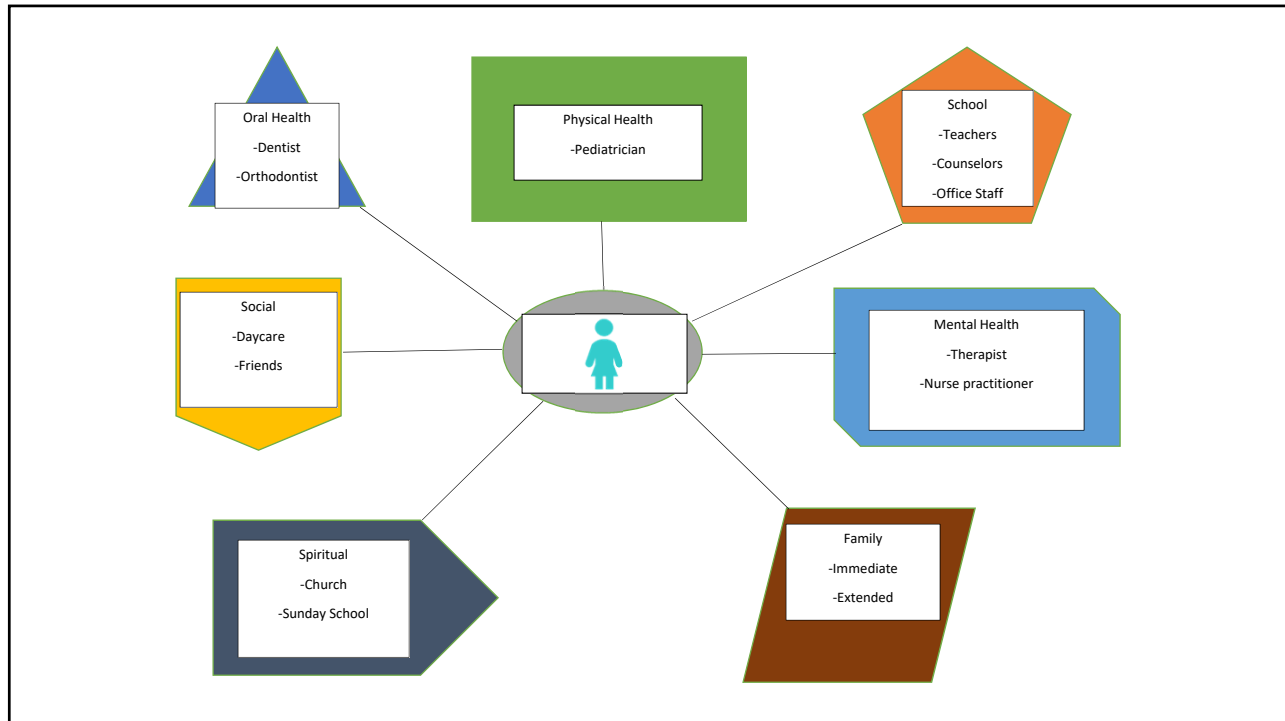 Oral Health
-Dentist
-Orthodontist
Physical Health
-Pediatrician
School
-Teachers
-Counselors
-Office Staff
Social
-Daycare
-Friends
Mental Health
-Therapist
-Nurse practitioner
Spiritual
-Church
-Sunday School
Family
-Immediate
-Extended